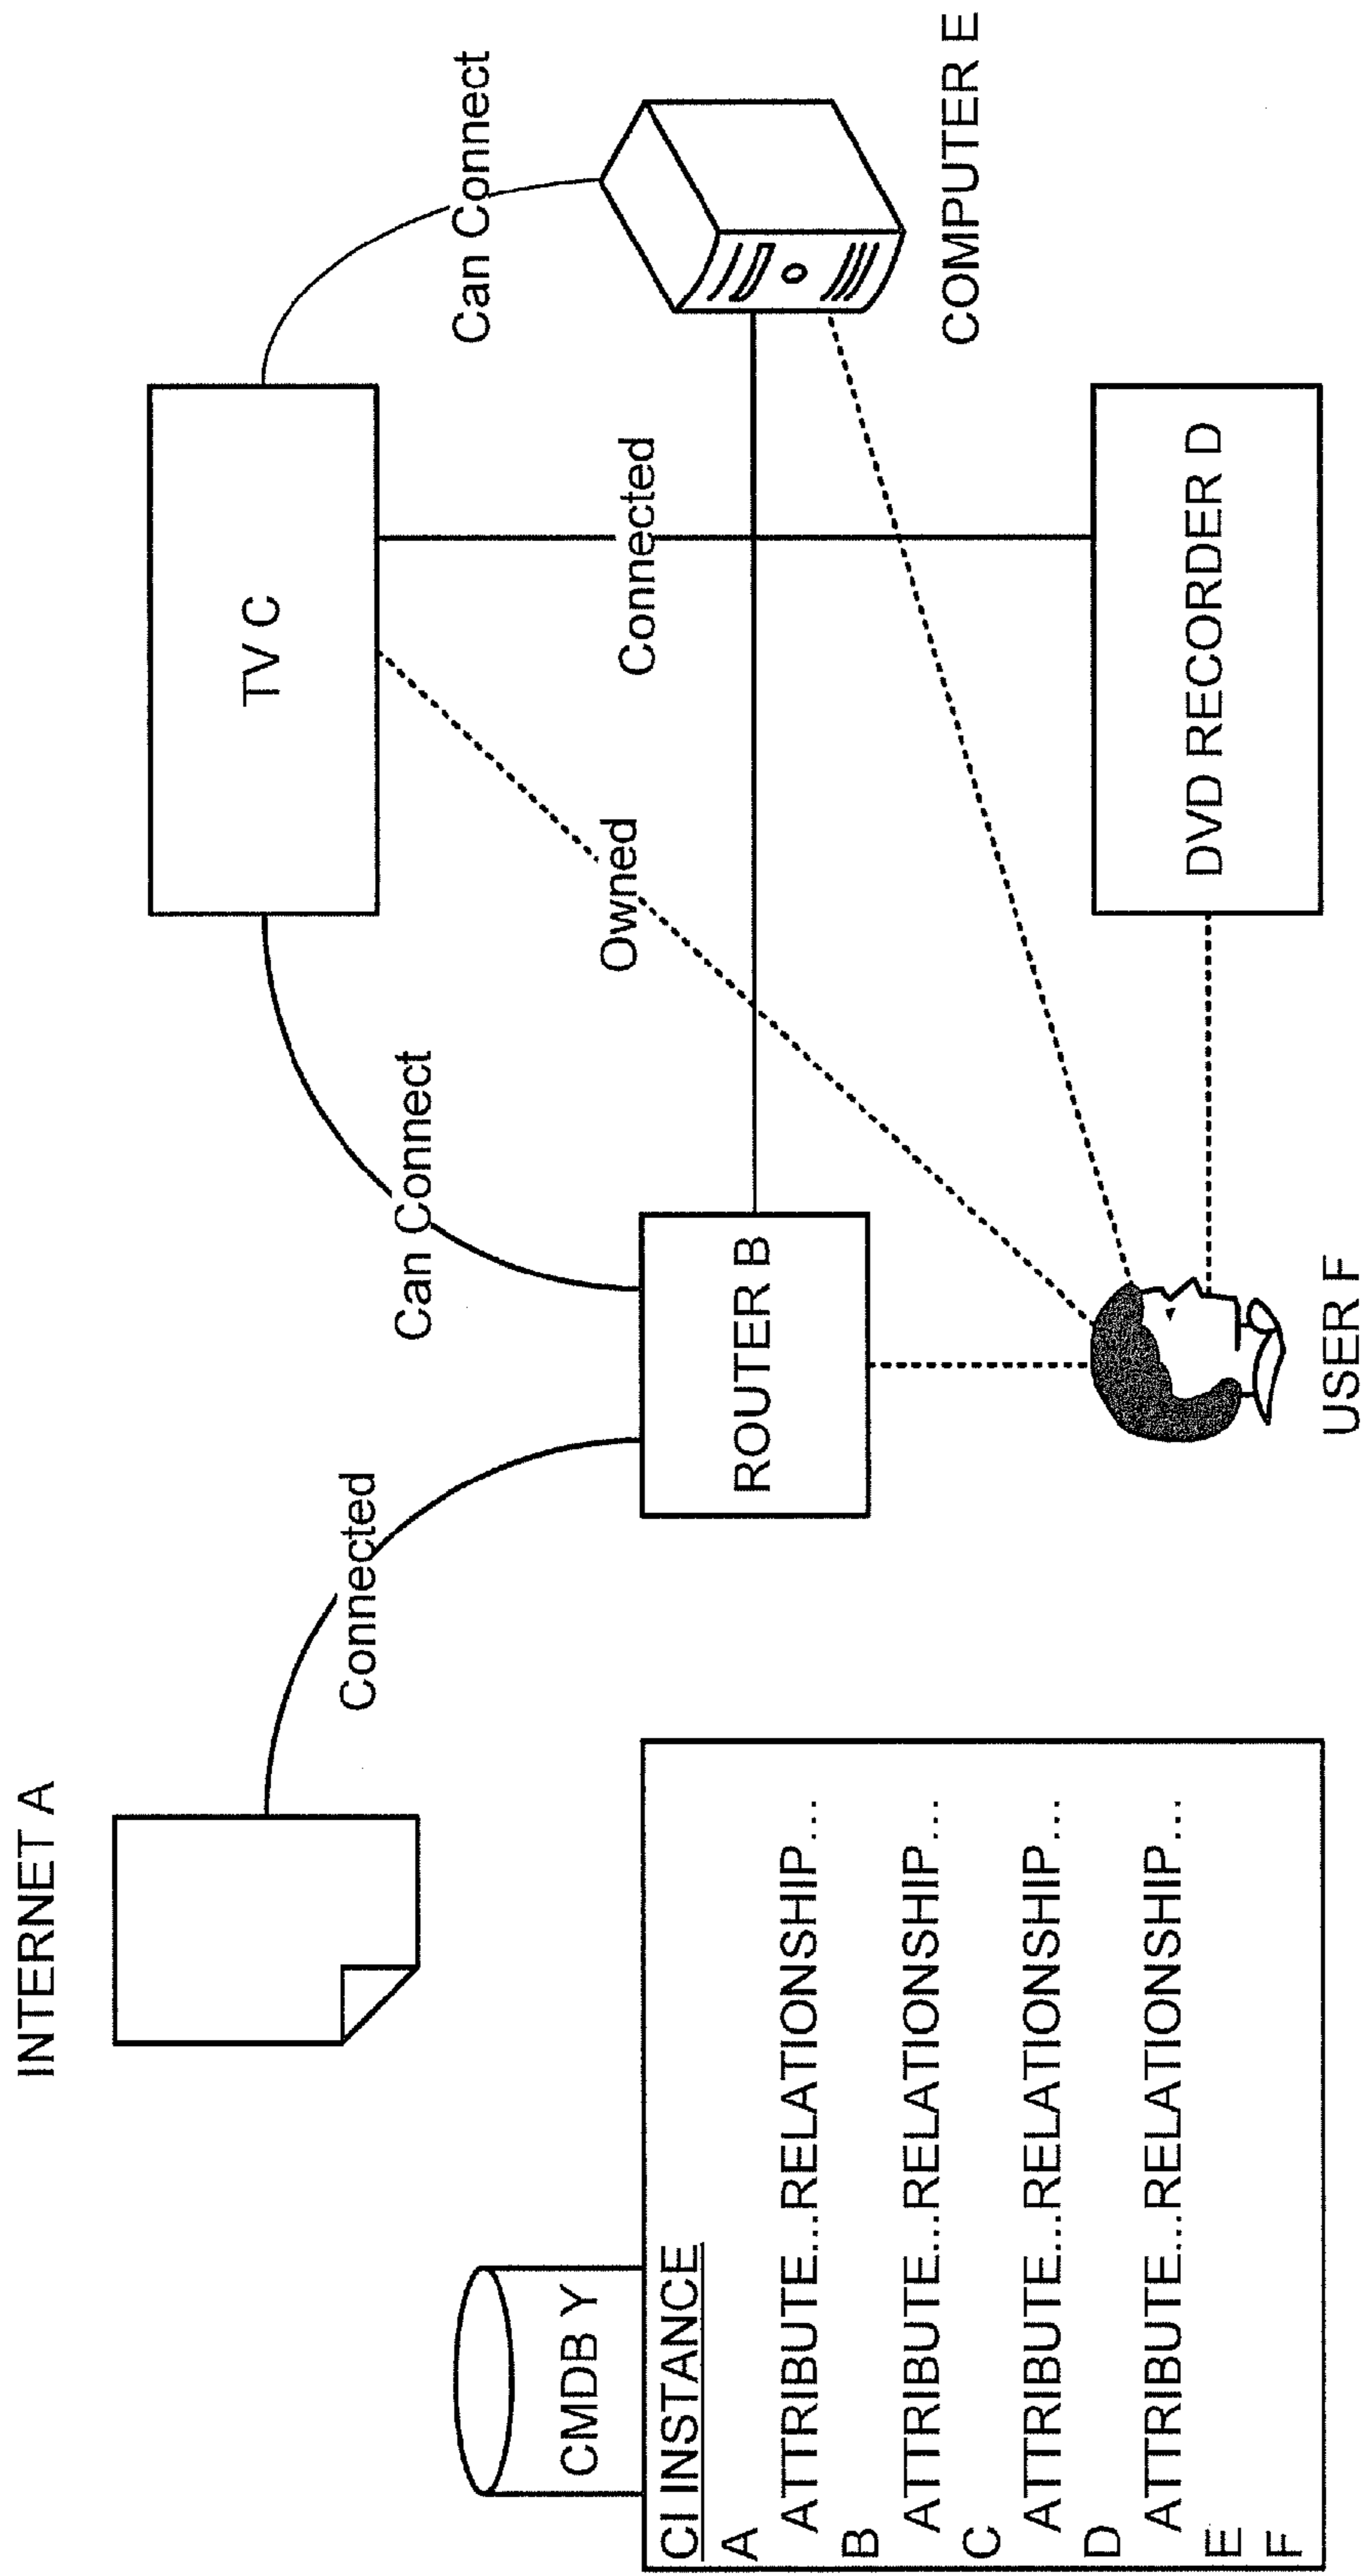 INTERNET A
Connected
Can Connect
TV C
Can Connect
CMDB Y
Owned
Connected
ROUTER B
COMPUTER E
CI INSTANCE
A
ATTRIBUTE...RELATIONSHIP...
B
ATTRIBUTE...RELATIONSHIP...
C
ATTRIBUTE...RELATIONSHIP...
D
ATTRIBUTE...RELATIONSHIP...
E
F
DVD RECORDER D
USER F